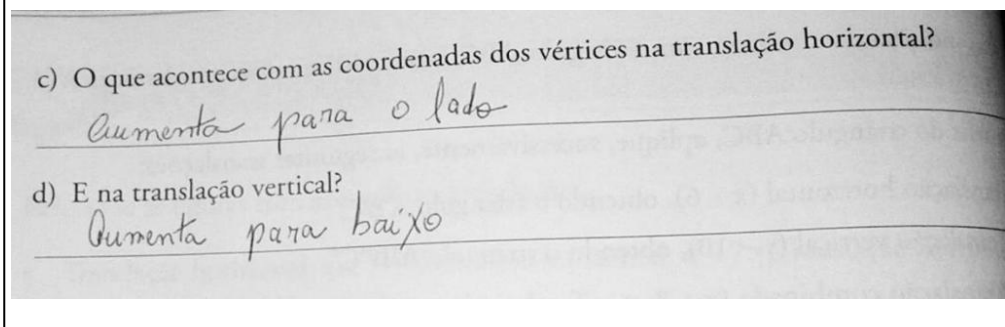 c) O que acontece com as coordenadas dos vértices na translação horizontal?
Aumenta para o lado
d) E na translação vertical?
Aumenta para baixo